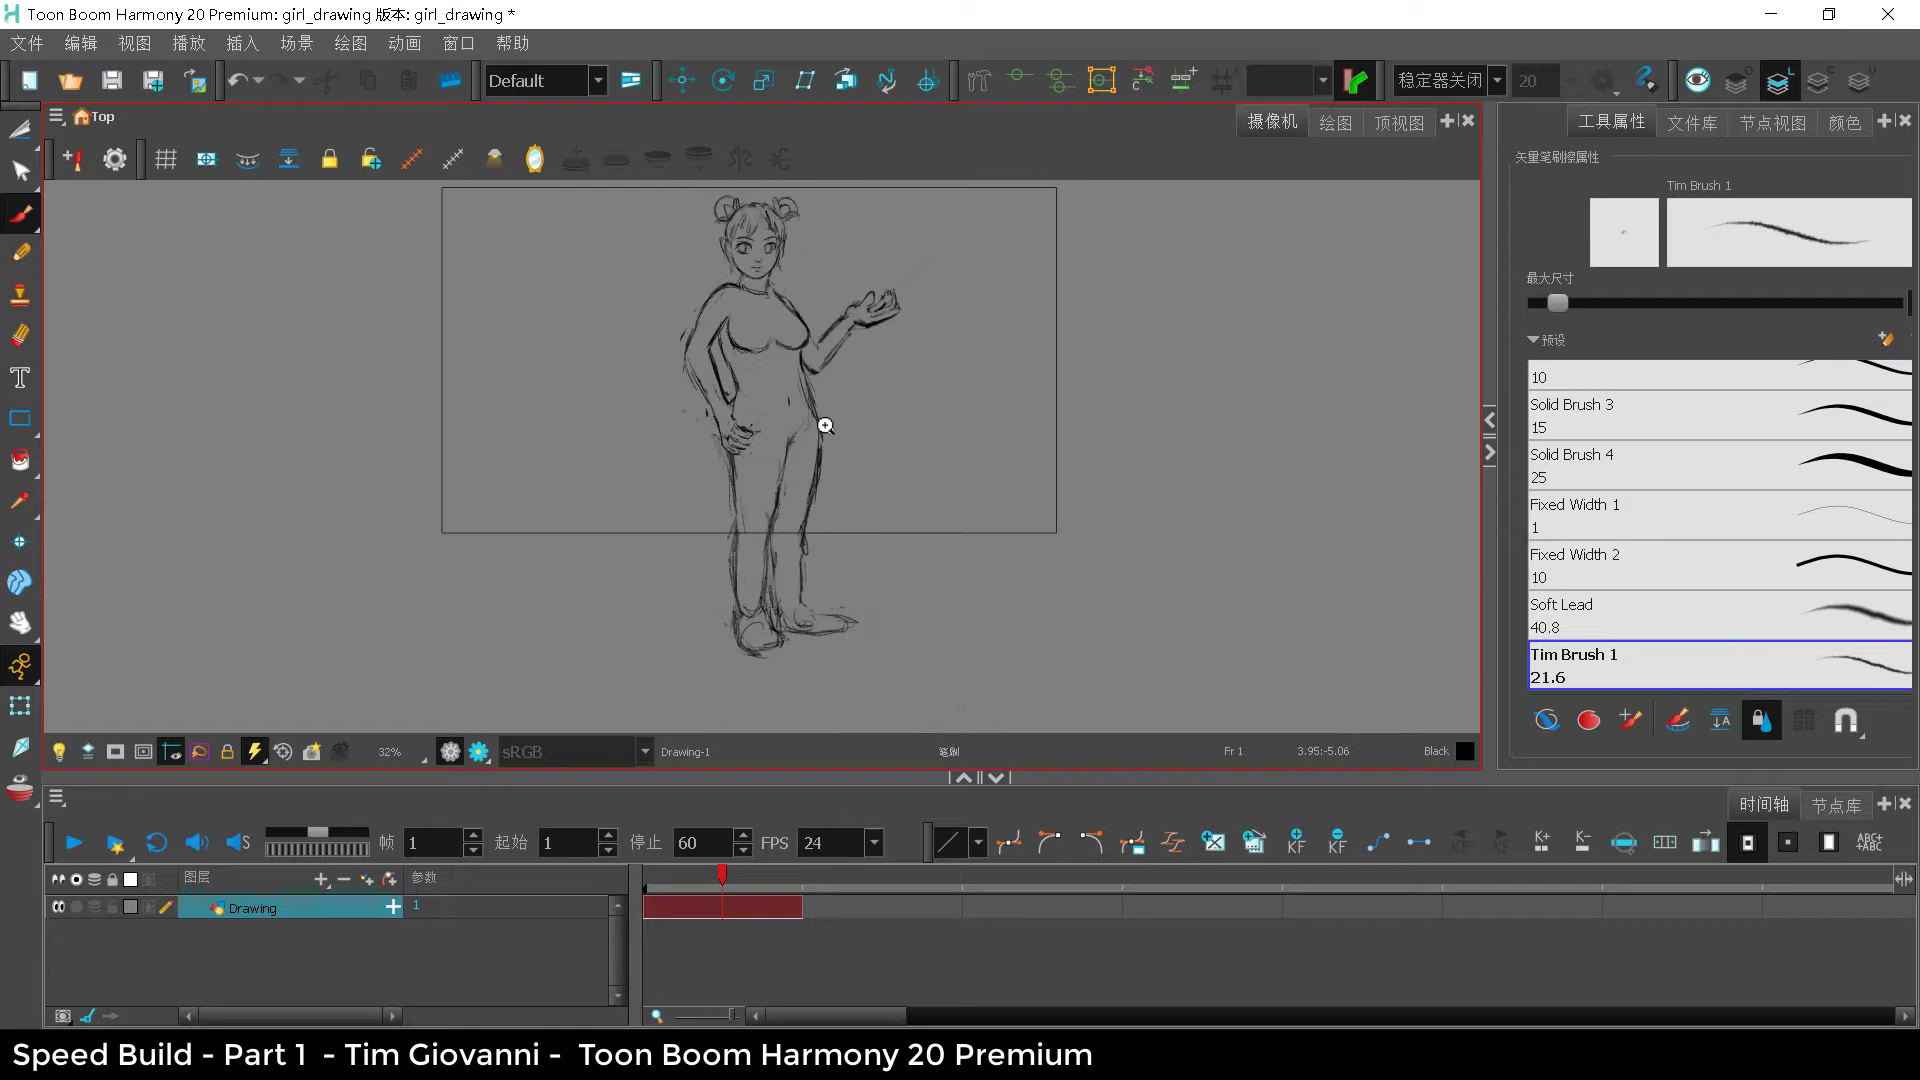 Toon Boom Harmony 20 Premium: girl_drawing 版本: girl_drawing *
文件 编辑 视图 播放 插入 场景 绘图 动画 窗口 帮助
Default 稳定器关闭 20
Top 摄像机 绘图 顶视图
工具属性 文件库 节点视图 颜色
矢量笔刷擦属性
Tim Brush 1
最大尺寸
预设
10
Solid Brush 3
15
Solid Brush 4
25
Fixed Width 1
1
Fixed Width 2
10
Soft Lead
40.8
Tim Brush 1
21.6
32% sRGB Drawing-1 笔刷 Fr 1 3.95:-5.06 Black
时间轴 节点库
帧 1 起始 1 停止 60 FPS 24 KF KF K+ K- ABC+ +ABC
图层 参数
Drawing 1
Speed Build - Part 1 - Tim Giovanni - Toon Boom Harmony 20 Premium